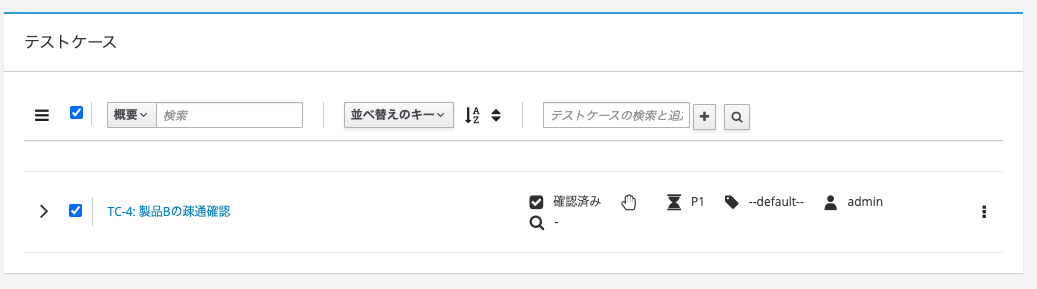 テストケース
概要 検索 並べ替えのキー A Z テストケースの検索と追
TC-4: 製品Bの疎通確認 確認済み P1 --default-- admin
-